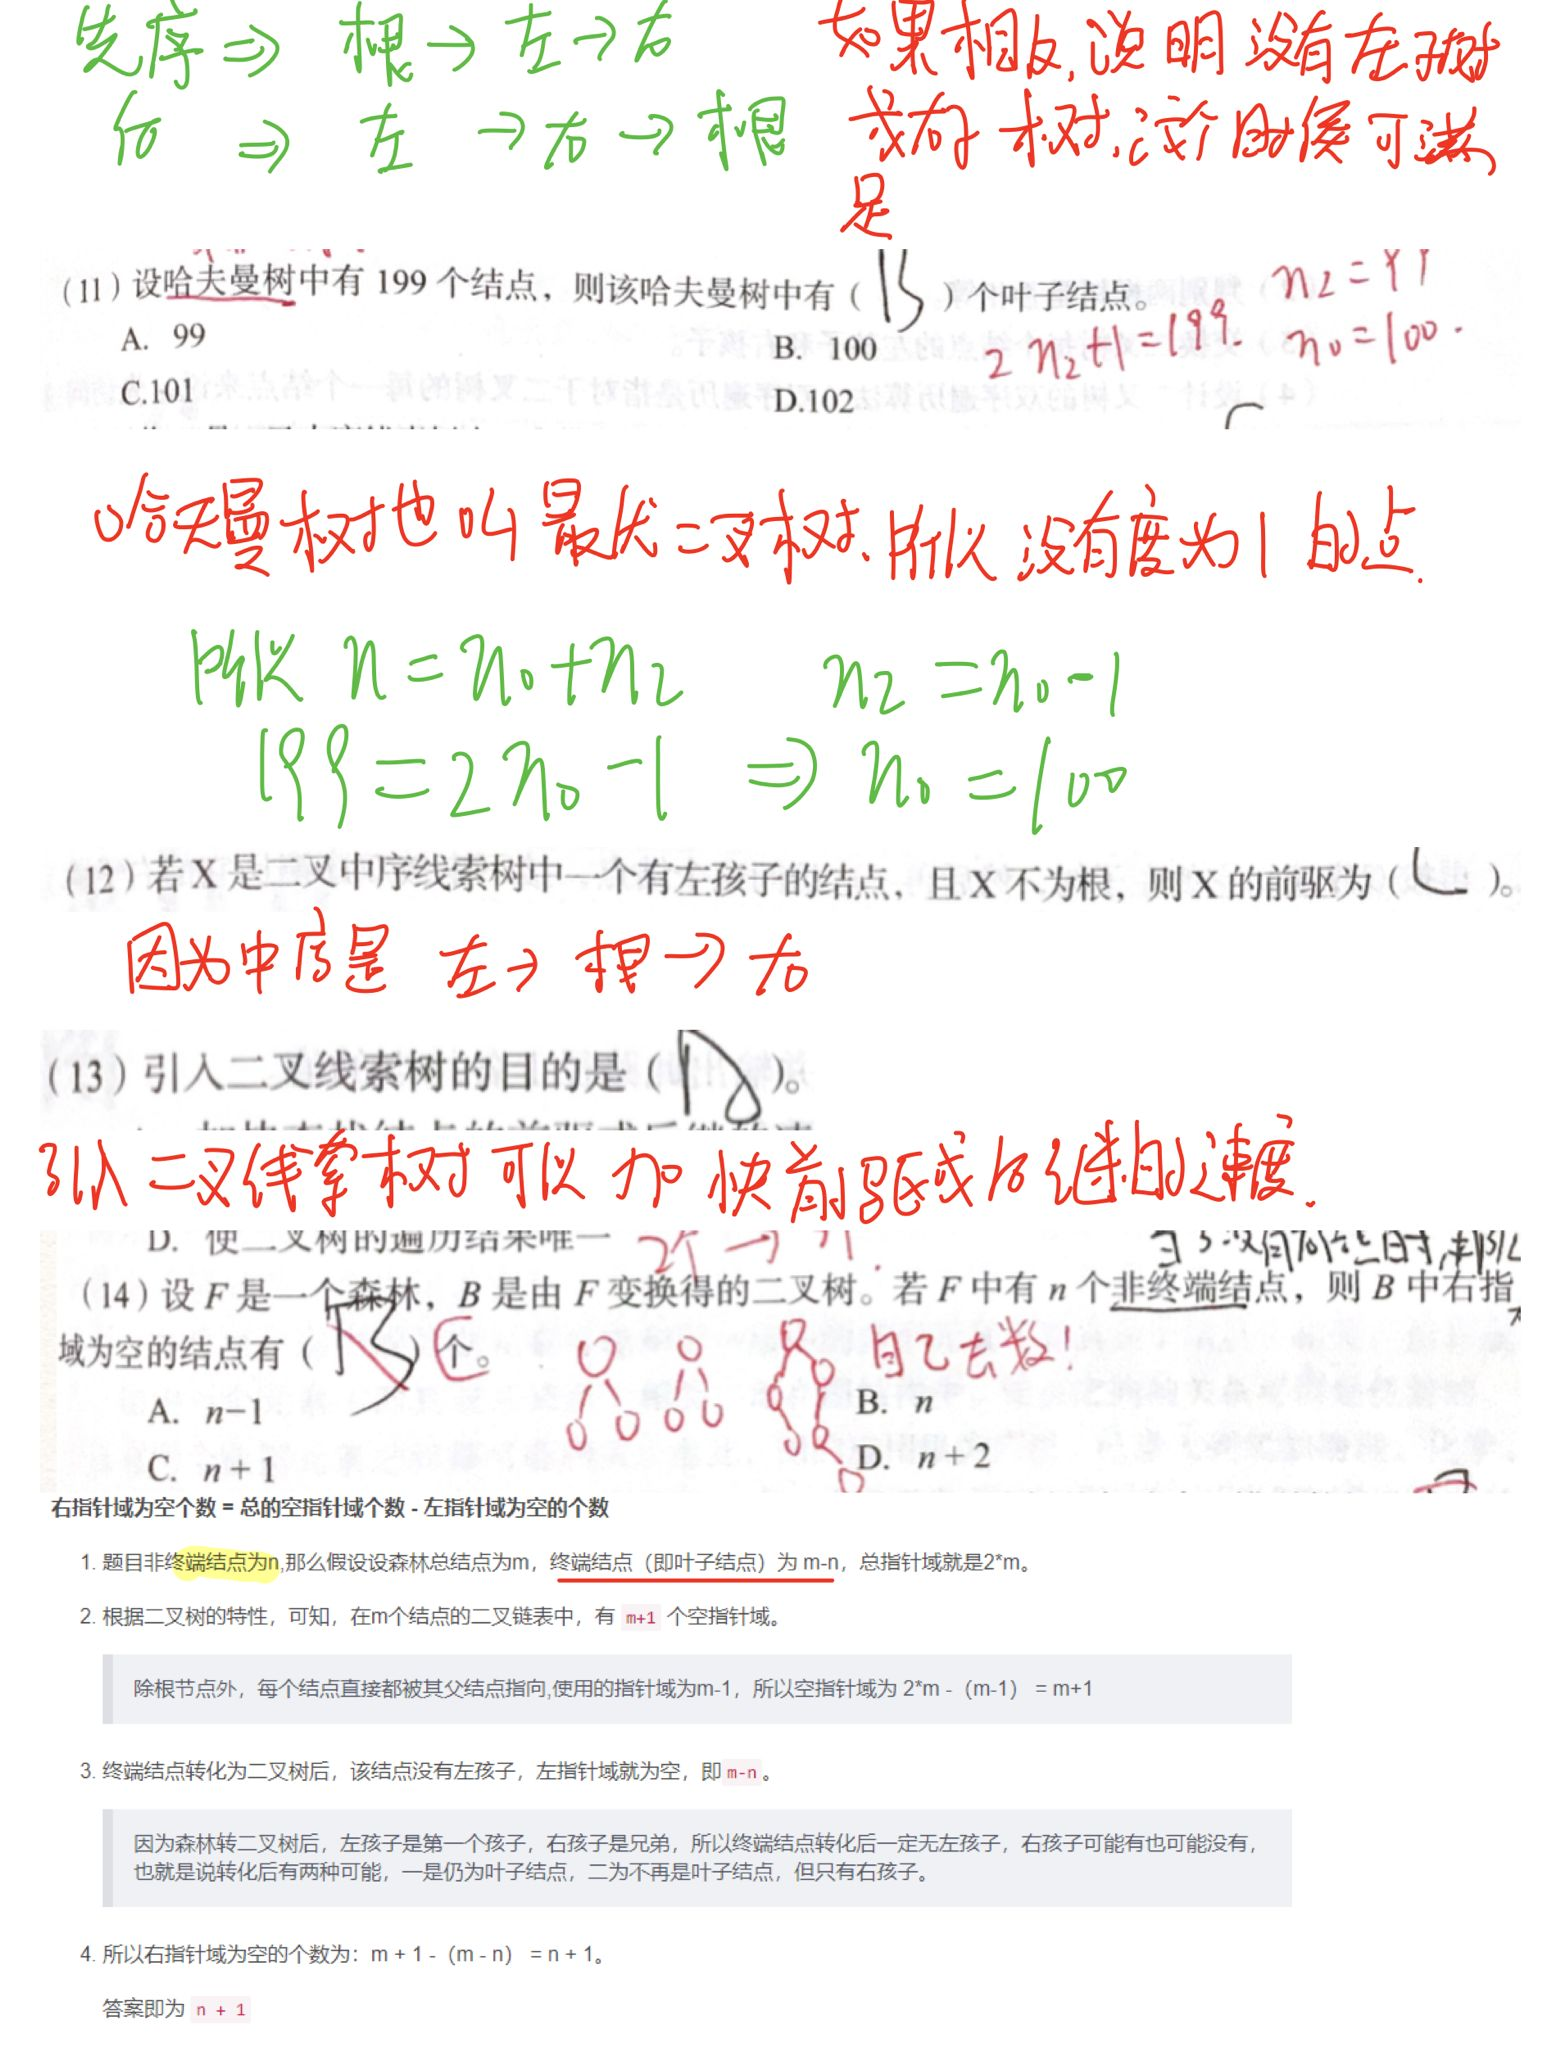 先序⇒ 根→左→右 如果相反,说明没有左子树
后 ⇒ 左 →右→根 或右子树,这个时候可满
足
(11)设哈夫曼树中有 199 个结点，则该哈夫曼树中有（ B ）个叶子结点。
n2=99
A. 99
B. 100
2n2+1=199. n0=100.
C.101
D.102
哈夫曼树也叫最优二叉树.所以没有度为1的点.
所以 n=n0+n2 n2=n0-1
199=2n0-1 ⇒ n0=100
(12)若 X 是二叉中序线索树中一个有左孩子的结点，且 X 不为根，则 X 的前驱为（ C ）。
因为中序是 左→根→右
(13)引入二叉线索树的目的是（ ）。
引入二叉线索树可以加快前驱或后继的速度.
D. 使二叉树的遍历结果唯一
2个→
(14)设 F 是一个森林，B 是由 F 变换得的二叉树。若 F 中有 n 个非终端结点，则 B 中右指
域为空的结点有（ B ）C 个。
自己去数!
A. n−1
B. n
C. n+1
D. n+2
右指针域为空个数 = 总的空指针域个数 - 左指针域为空的个数
1. 题目非终端结点为n,那么假设设森林总结点为m，终端结点（即叶子结点）为 m-n，总指针域就是2*m。
2. 根据二叉树的特性，可知，在m个结点的二叉链表中，有 m+1 个空指针域。
除根节点外，每个结点直接都被其父结点指向,使用的指针域为m-1，所以空指针域为 2*m -（m-1） = m+1
3. 终端结点转化为二叉树后，该结点没有左孩子，左指针域就为空，即 m-n 。
因为森林转二叉树后，左孩子是第一个孩子，右孩子是兄弟，所以终端结点转化后一定无左孩子，右孩子可能有也可能没有，
也就是说转化后有两种可能，一是仍为叶子结点，二为不再是叶子结点，但只有右孩子。
4. 所以右指针域为空的个数为：m + 1 -（m - n） = n + 1。
答案即为 n + 1